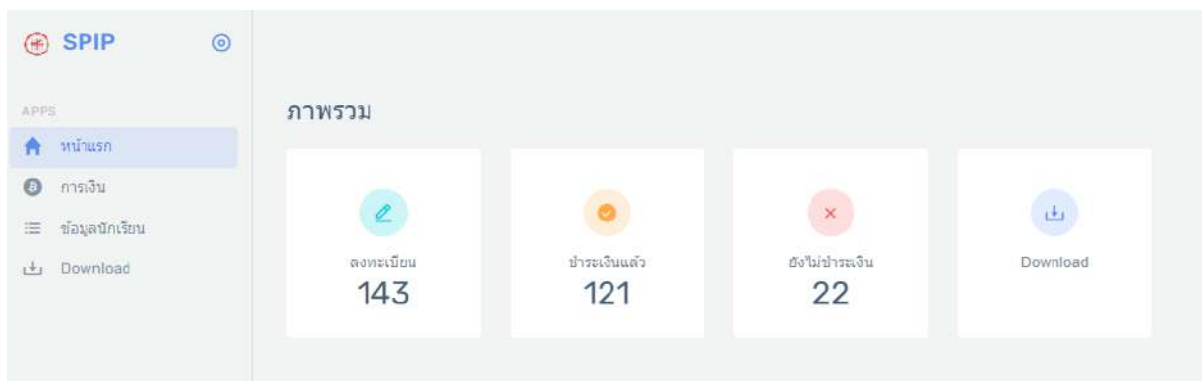 SPIP
APPS
หน้าแรก
การเงิน
ข้อมูลนักเรียน
Download
ภาพรวม
ลงทะเบียน
143
ชำระเงินแล้ว
121
ยังไม่ชำระเงิน
22
Download